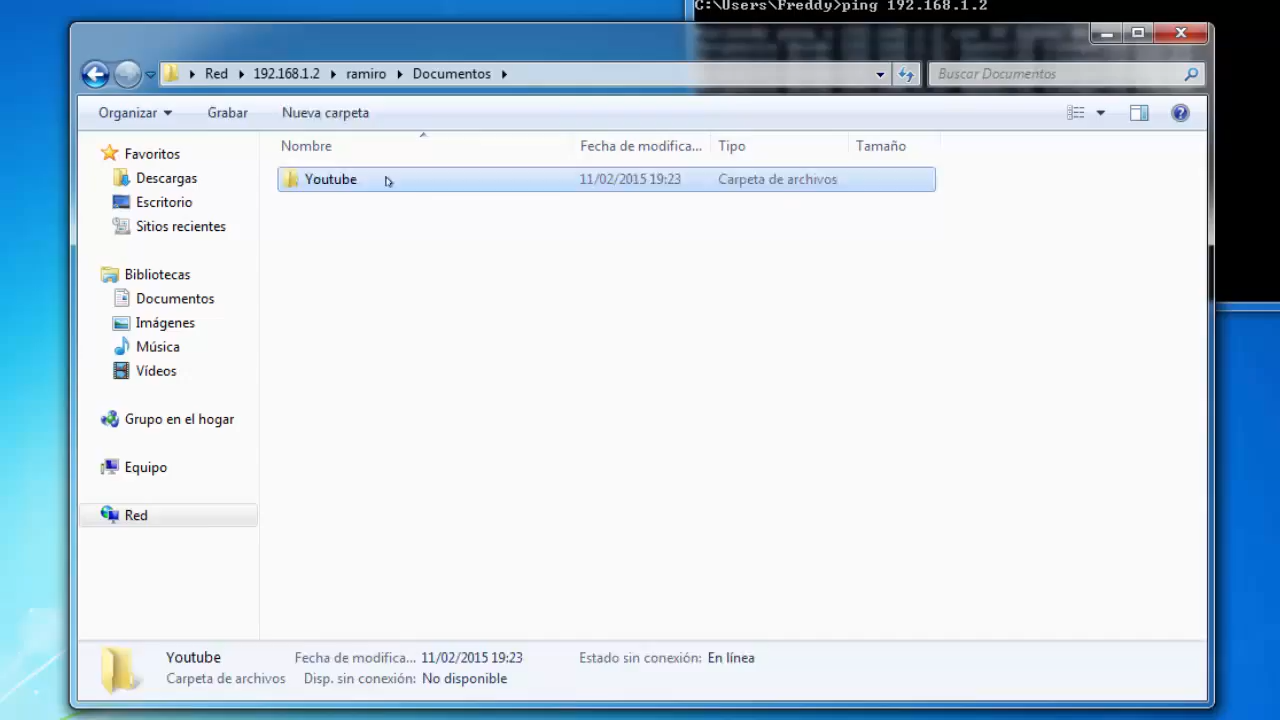 C:\Users\Freddy>ping 192.168.1.2
Red 192.168.1.2 ramiro Documentos
Buscar Documentos
Organizar Grabar Nueva carpeta
Nombre Fecha de modifica... Tipo Tamaño
Youtube 11/02/2015 19:23 Carpeta de archivos
Favoritos
Descargas
Escritorio
Sitios recientes
Bibliotecas
Documentos
Imágenes
Música
Vídeos
Grupo en el hogar
Equipo
Red
Youtube Fecha de modifica... 11/02/2015 19:23 Estado sin conexión: En línea
Carpeta de archivos Disp. sin conexión: No disponible